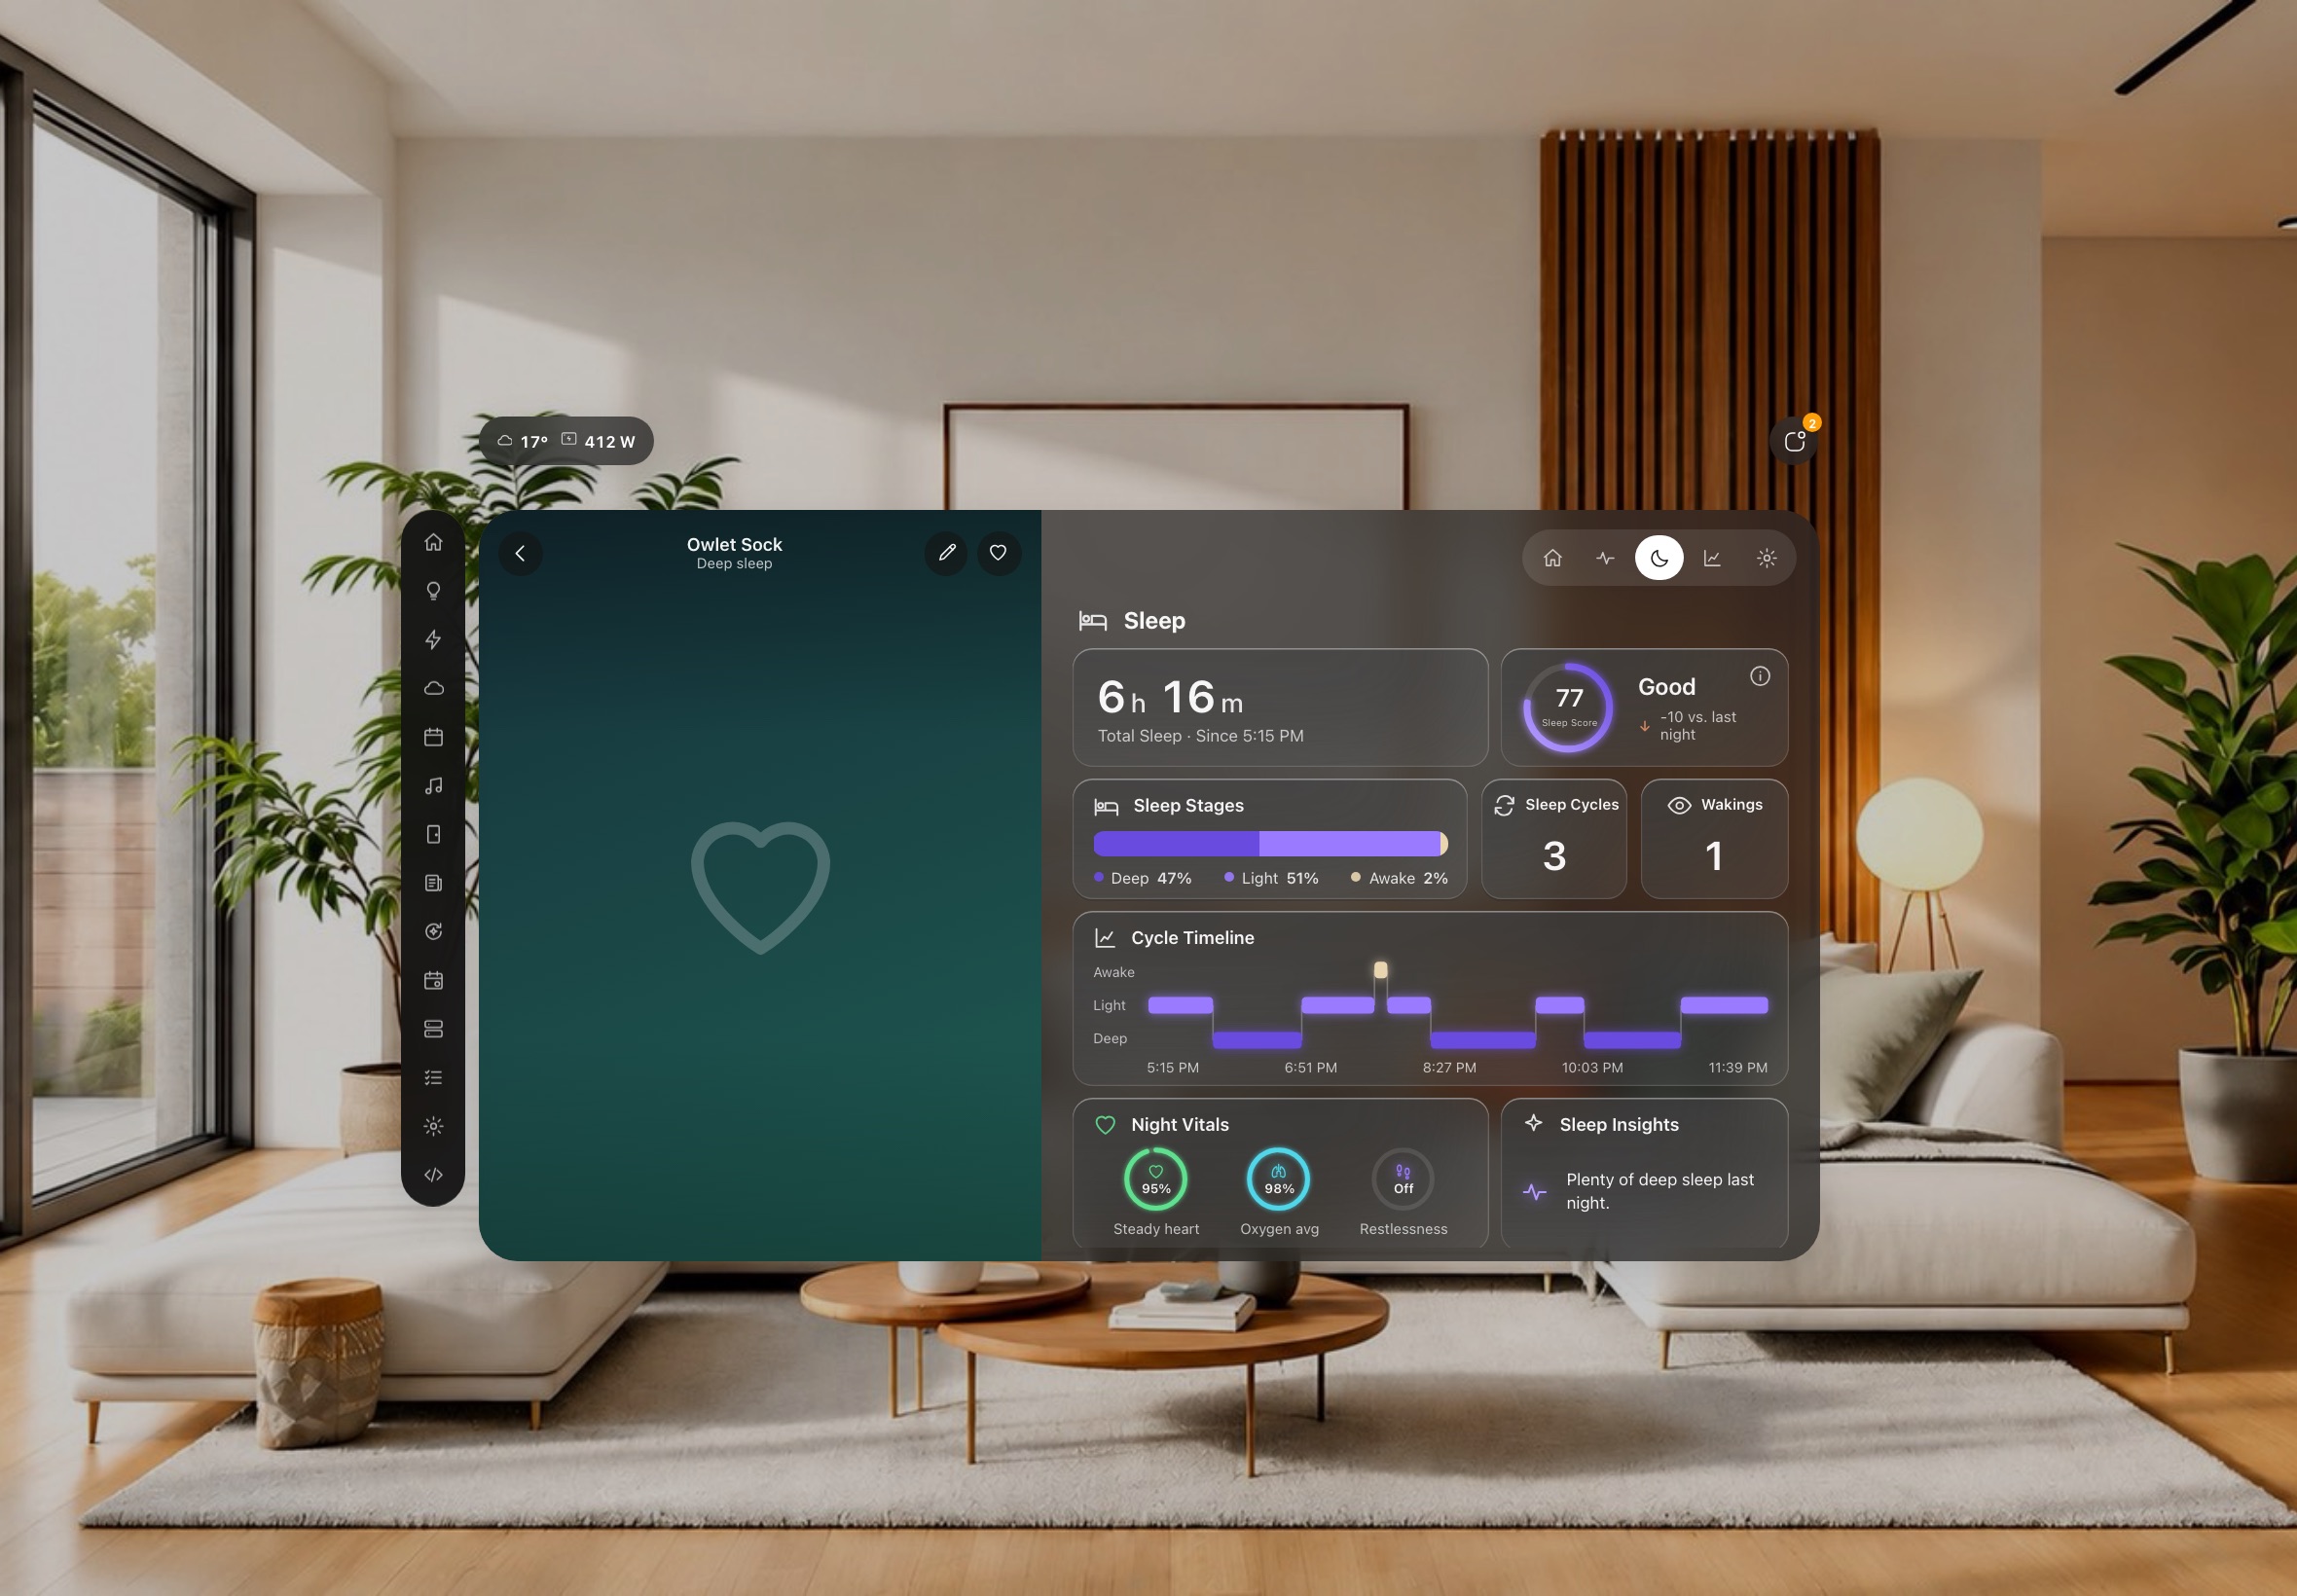 17° 412 W
2
Owlet Sock
Deep sleep
Sleep
6h 16m
Total Sleep · Since 5:15 PM
77
Sleep Score
Good
-10 vs. last
night
Sleep Stages
Deep 47% Light 51% Awake 2%
Sleep Cycles
3
Wakings
1
Cycle Timeline
Awake
Light
Deep
5:15 PM 6:51 PM 8:27 PM 10:03 PM 11:39 PM
Night Vitals
95% 98% Off
Steady heart Oxygen avg Restlessness
Sleep Insights
Plenty of deep sleep last
night.